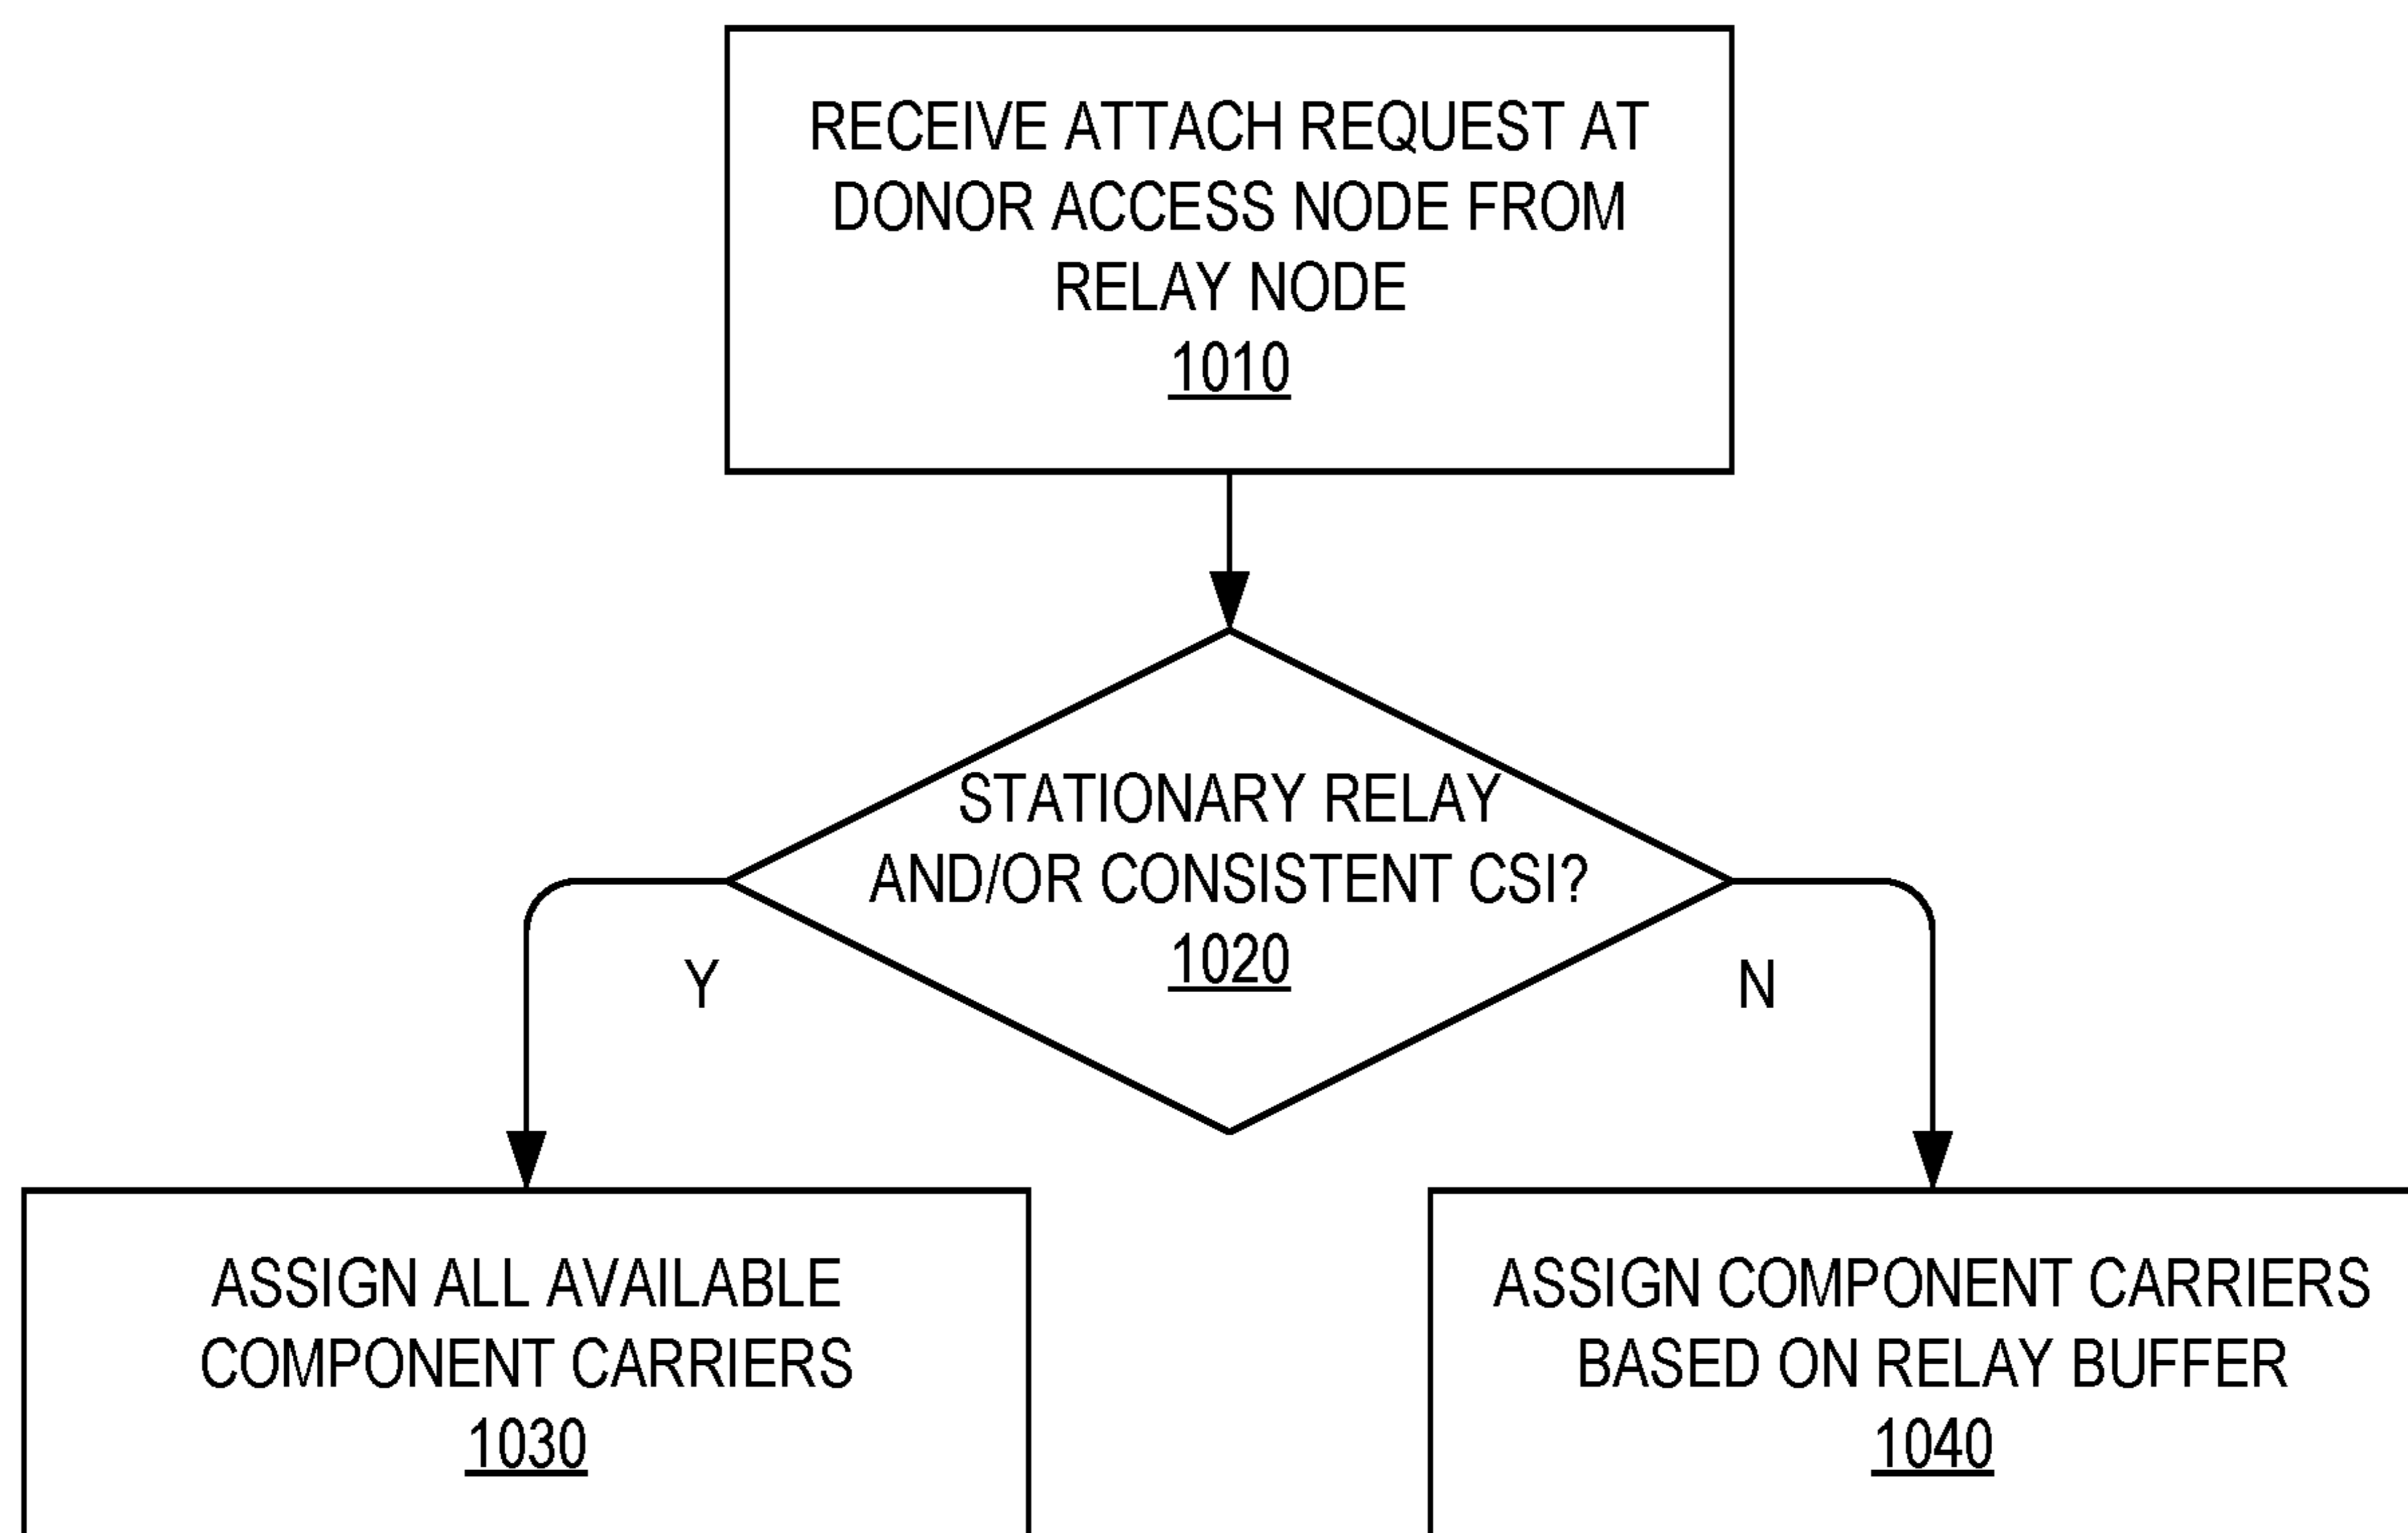 RECEIVE ATTACH REQUEST AT
DONOR ACCESS NODE FROM
RELAY NODE
1010
STATIONARY RELAY
AND/OR CONSISTENT CSI?
1020
Y
N
ASSIGN ALL AVAILABLE
COMPONENT CARRIERS
1030
ASSIGN COMPONENT CARRIERS
BASED ON RELAY BUFFER
1040